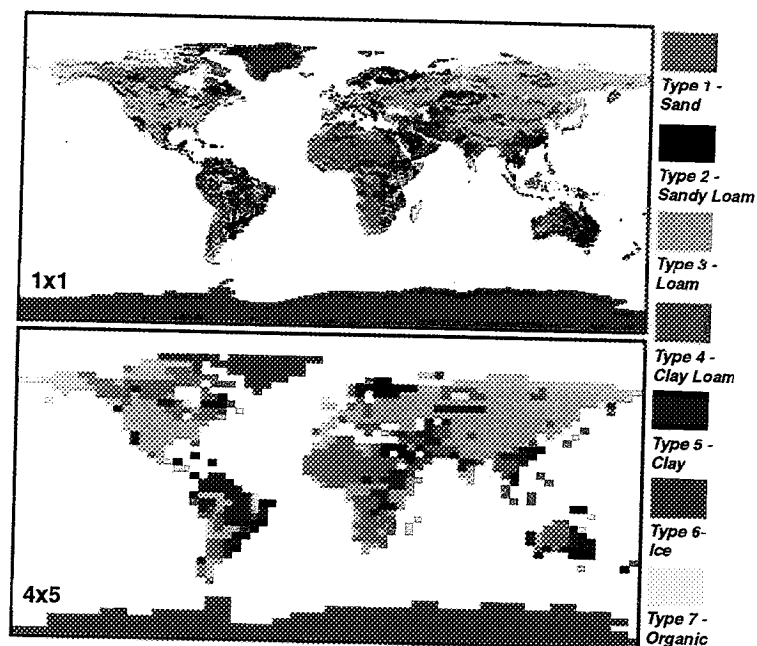 Type 1 -
Sand
Type 2 -
Sandy Loam
Type 3 -
Loam
1x1
Type 4 -
Clay Loam
Type 5 -
Clay
Type 6-
Ice
4x5
Type 7 -
Organic